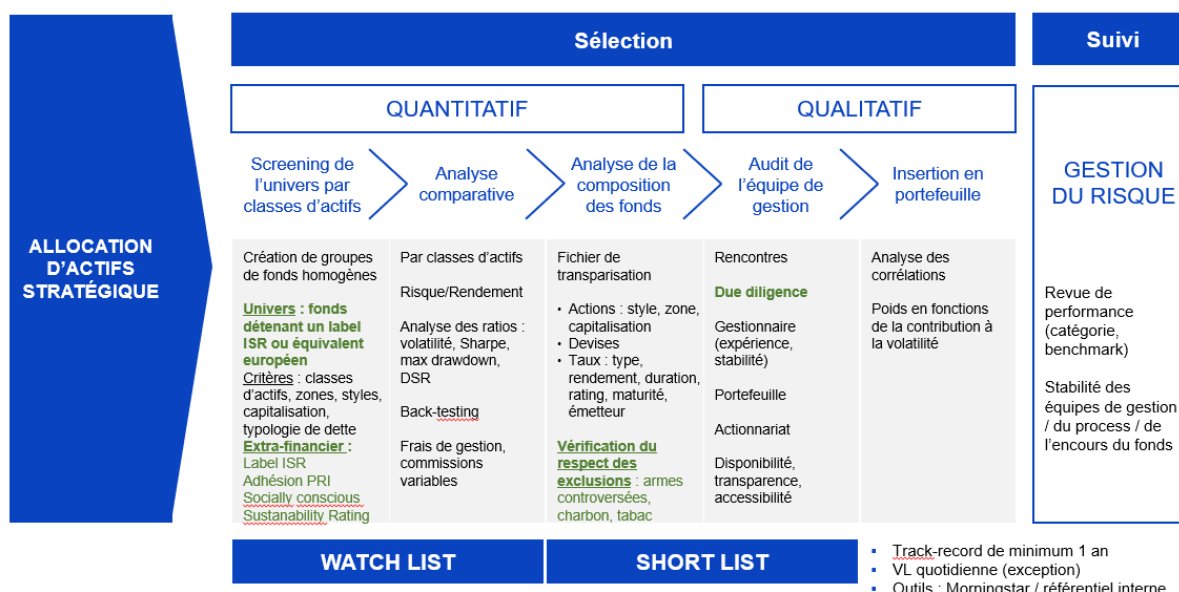 ALLOCATION
D'ACTIFS
STRATÉGIQUE
Sélection
Suivi
QUANTITATIF
QUALITATIF
Screening de
l'univers par
classes d'actifs
Analyse
comparative
Analyse de la
composition
des fonds
Audit de
l'équipe de
gestion
Insertion en
portefeuille
GESTION
DU RISQUE
Création de groupes
de fonds homogènes
Univers : fonds
détenant un label
ISR ou équivalent
européen
Critères : classes
d'actifs, zones, styles,
capitalisation,
typologie de dette
Extra-financier :
Label ISR
Adhésion PRI
Socially conscious
Sustanability Rating
Par classes d'actifs
Risque/Rendement
Analyse des ratios :
volatilité, Sharpe,
max drawdown,
DSR
Back-testing
Frais de gestion,
commissions
variables
Fichier de
transparisation
• Actions : style, zone,
capitalisation
• Devises
• Taux : type,
rendement, duration,
rating, maturité,
émetteur
Vérification du
respect des
exclusions : armes
controversées,
charbon, tabac
Rencontres
Due diligence
Gestionnaire
(expérience,
stabilité)
Portefeuille
Actionnariat
Disponibilité,
transparence,
accessibilité
Analyse des
corrélations
Poids en fonctions
de la contribution à
la volatilité
Revue de
performance
(catégorie,
benchmark)
Stabilité des
équipes de gestion
/ du process / de
l'encours du fonds
WATCH LIST
SHORT LIST
▪ Track-record de minimum 1 an
▪ VL quotidienne (exception)
▪ Outils : Morningstar / référentiel interne